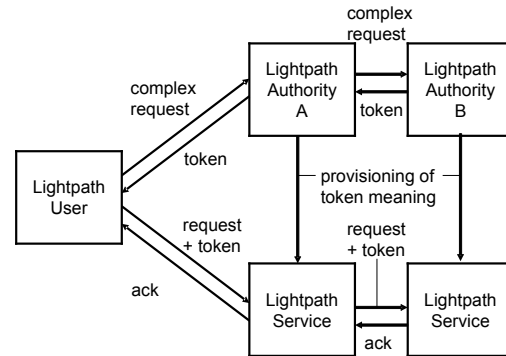 complex
request
Lightpath
Authority
A
Lightpath
Authority
B
complex
request
token
token
Lightpath
User
provisioning of
token meaning
request
+ token
request
+ token
ack
Lightpath
Service
Lightpath
Service
ack